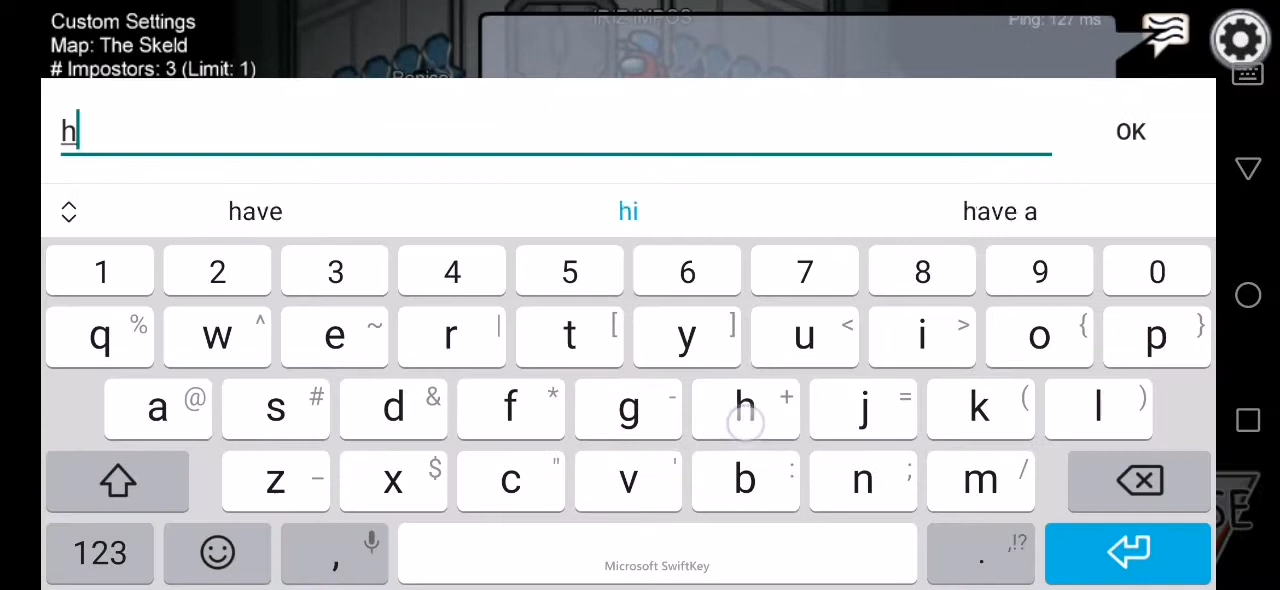 Custom Settings
Map: The Skeld
# Impostors: 3 (Limit: 1)
Ping: 127 ms
h
OK
have hi have a
1 2 3 4 5 6 7 8 9 0
q % w ^ e ~ r | t [ y ] u < i > o { p }
a @ s # d & f * g - h + j = k ( l )
z _ x $ c " v ' b : n ; m /
123 , Microsoft SwiftKey . ,!?